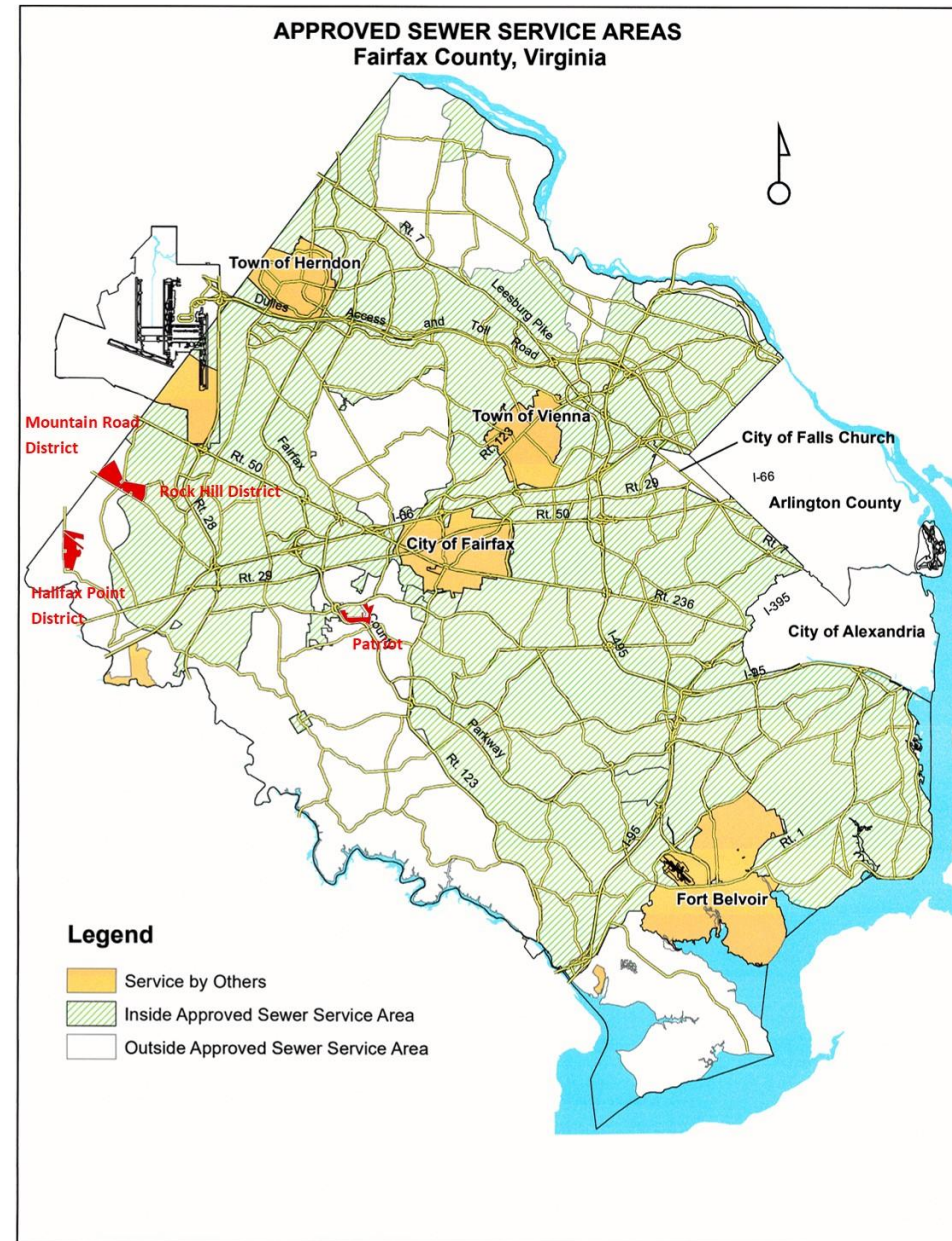 APPROVED SEWER SERVICE AREAS
Fairfax County, Virginia
Rt. 7
Town of Herndon
Leesburg Pike
Dulles
Access
and
Toll
Road
Mountain Road
District
Town of Vienna
Rt. 123
City of Falls Church
Fairfax
Rt. 50
Rock Hill District
Rt. 28
I-66
Rt. 29
I-66
Arlington County
Rt. 50
City of Fairfax
Rt. 7
Rt. 29
Halifax Point
District
Rt. 236
I-395
County
Patriot
I-495
City of Alexandria
I-95
Parkway
Rt. 123
I-95
Rt. 1
Fort Belvoir
Legend
Service by Others
Inside Approved Sewer Service Area
Outside Approved Sewer Service Area